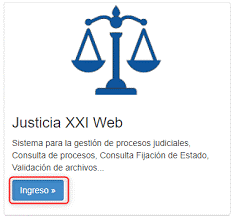 Justicia XXI Web
Sistema para la gestión de procesos judiciales,
Consulta de procesos, Consulta Fijación de Estado,
Validación de archivos...
Ingreso »